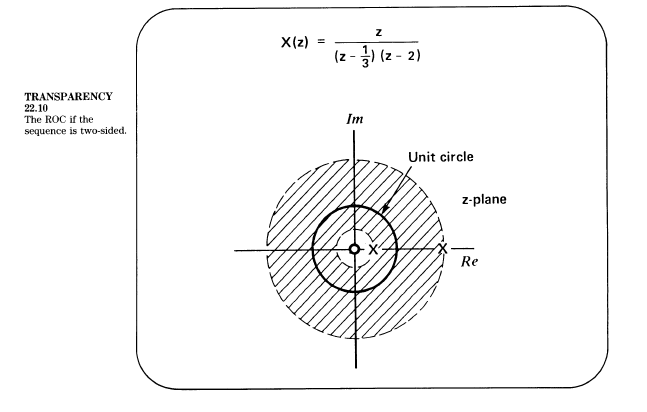 X(z) = z / (z - 1/3) (z - 2)
TRANSPARENCY
22.10
The ROC if the
sequence is two-sided.
Im
Unit circle
z-plane
Re